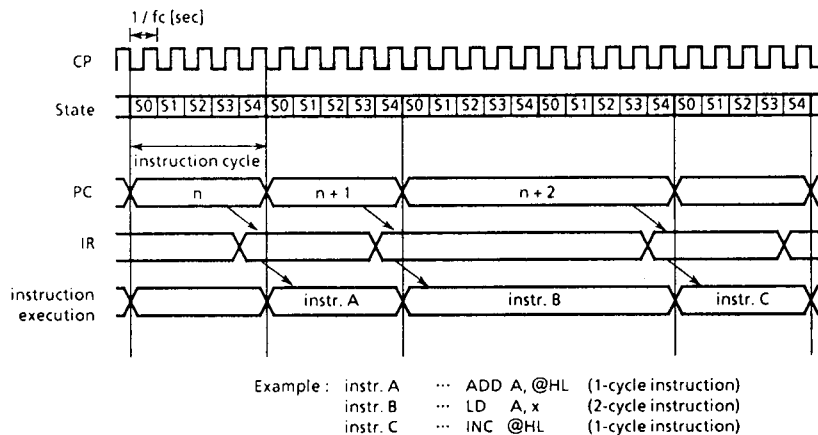 1 / fc [sec]
CP
State S0 S1 S2 S3 S4 S0 S1 S2 S3 S4 S0 S1 S2 S3 S4 S0 S1 S2 S3 S4 S0 S1 S2 S3 S4
instruction cycle
PC n n + 1 n + 2
IR
instruction execution instr. A instr. B instr. C
Example : instr. A ··· ADD A, @HL (1-cycle instruction)
instr. B ··· LD A, x (2-cycle instruction)
instr. C ··· INC @HL (1-cycle instruction)